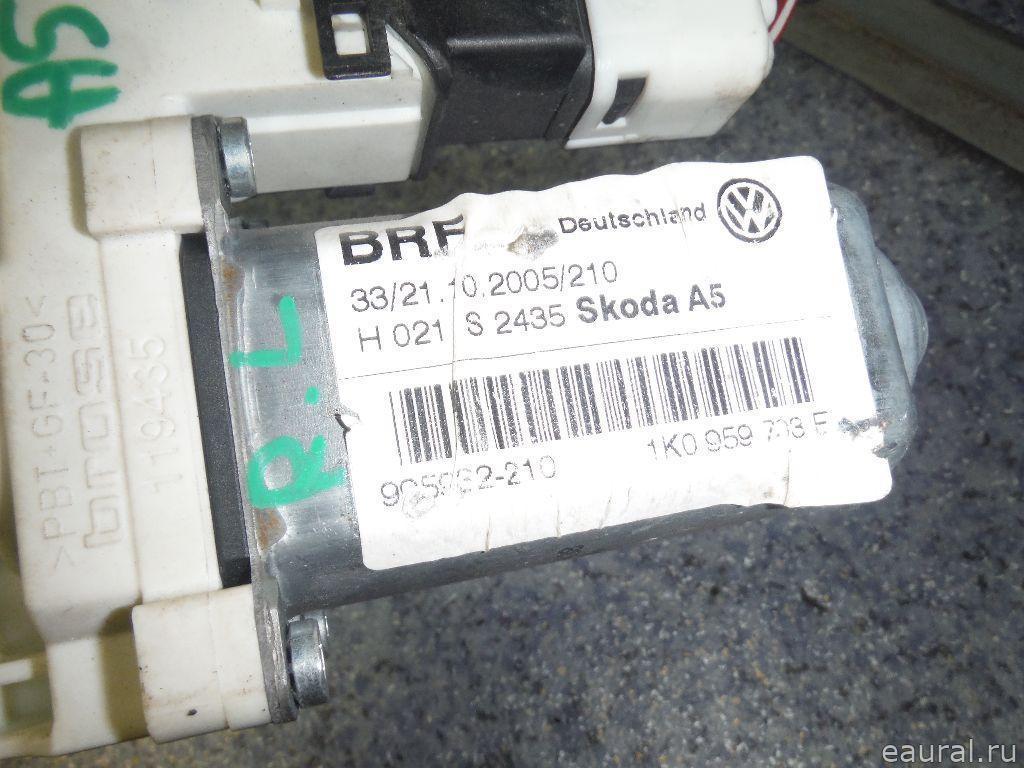 A5
Deutschland
33/21.10.2005/210
H 021 S 2435 Skoda A5
1K0 959 703 E
R.L
>PBT+GF-30<
brose
119435
eaural.ru